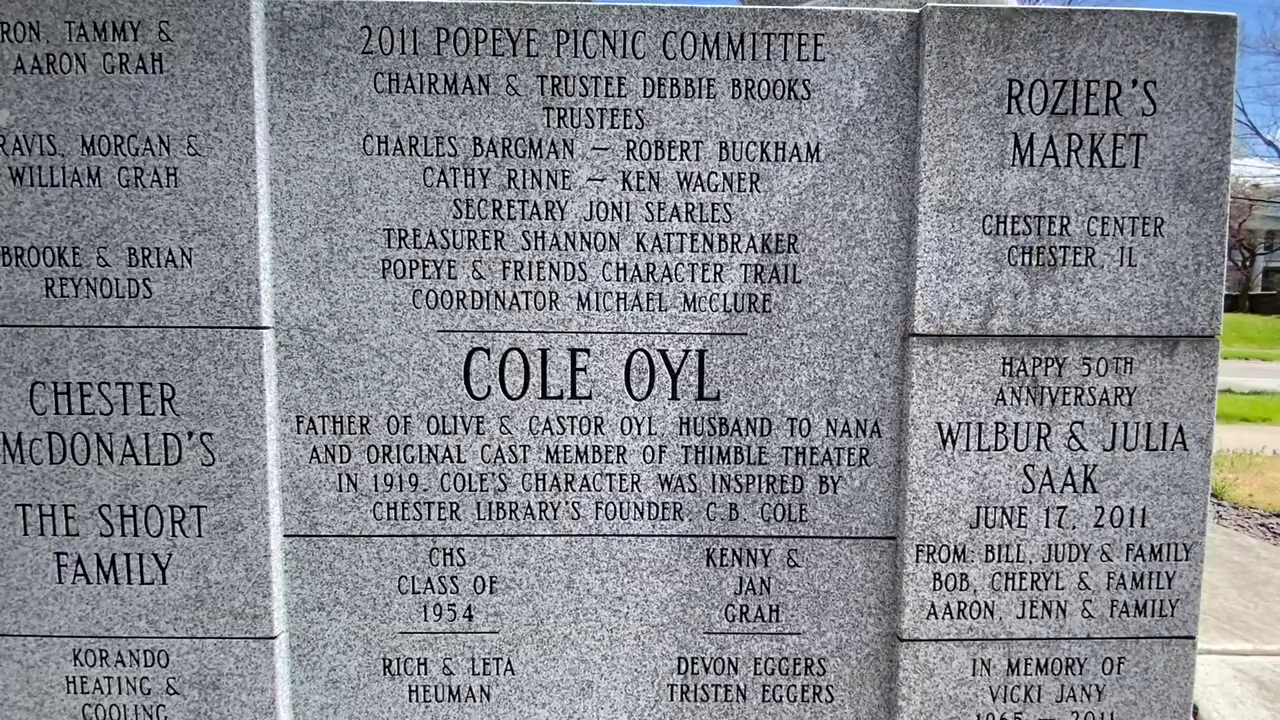 TAMMY &
AARON GRAH
MORGAN &
WILLIAM GRAH
BROOKE & BRIAN
REYNOLDS
CHESTER
McDONALD'S
THE SHORT
FAMILY
KORANDO
HEATING &
COOLING
2011 POPEYE PICNIC COMMITTEE
CHAIRMAN & TRUSTEE DEBBIE BROOKS
TRUSTEES
CHARLES BARGMAN — ROBERT BUCKHAM
CATHY RINNE — KEN WAGNER
SECRETARY JONI SEARLES
TREASURER SHANNON KATTENBRAKER
POPEYE & FRIENDS CHARACTER TRAIL
COORDINATOR MICHAEL McCLURE
COLE OYL
FATHER OF OLIVE & CASTOR OYL, HUSBAND TO NANA
AND ORIGINAL CAST MEMBER OF THIMBLE THEATER
IN 1919. COLE'S CHARACTER WAS INSPIRED BY
CHESTER LIBRARY'S FOUNDER, C.B. COLE
CHS
CLASS OF
1954
RICH & LETA
HEUMAN
KENNY &
JAN
GRAH
DEVON EGGERS
TRISTEN EGGERS
ROZIER'S
MARKET
CHESTER CENTER
CHESTER, IL
HAPPY 50TH
ANNIVERSARY
WILBUR & JULIA
SAAK
JUNE 17, 2011
FROM: BILL, JUDY & FAMILY
BOB, CHERYL & FAMILY
AARON, JENN & FAMILY
IN MEMORY OF
VICKI JANY
1965 — 2011